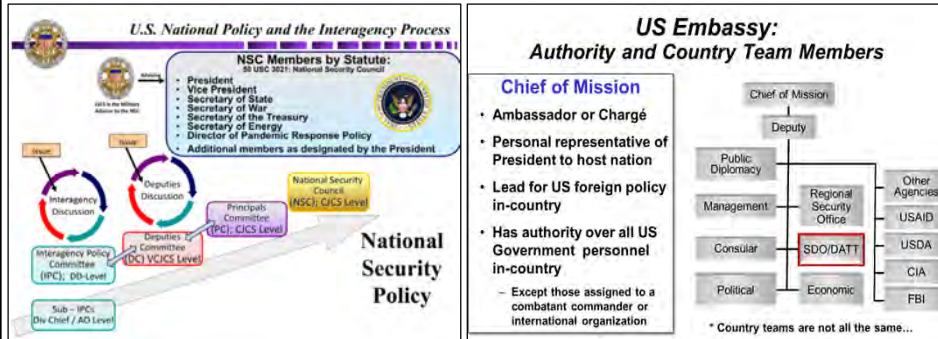 U.S. National Policy and the Interagency Process
NSC Members by Statute:
50 USC 3021: National Security Council
Advising
CJCS is the Military
Advisor to the NSC
• President
• Vice President
• Secretary of State
• Secretary of War
• Secretary of the Treasury
• Secretary of Energy
• Director of Pandemic Response Policy
• Additional members as designated by the President
Issue
Issue
Interagency
Discussion
Deputies
Discussion
National Security
Council
(NSC); CJCS Level
Principals
Committee
(PC); CJCS Level
Deputies
Committee
(DC) VCJCS Level
Interagency Policy
Committee
(IPC); DD-Level
Sub – IPCs
Div Chief / AD Level
National
Security
Policy
US Embassy:
Authority and Country Team Members
Chief of Mission
• Ambassador or Chargé
• Personal representative of
President to host nation
• Lead for US foreign policy
in-country
• Has authority over all US
Government personnel
in-country
– Except those assigned to a
combatant commander or
international organization
Chief of Mission
Deputy
Public
Diplomacy
Management
Consular
Political
Regional
Security
Office
SDO/DATT
Economic
Other
Agencies
USAID
USDA
CIA
FBI
* Country teams are not all the same…